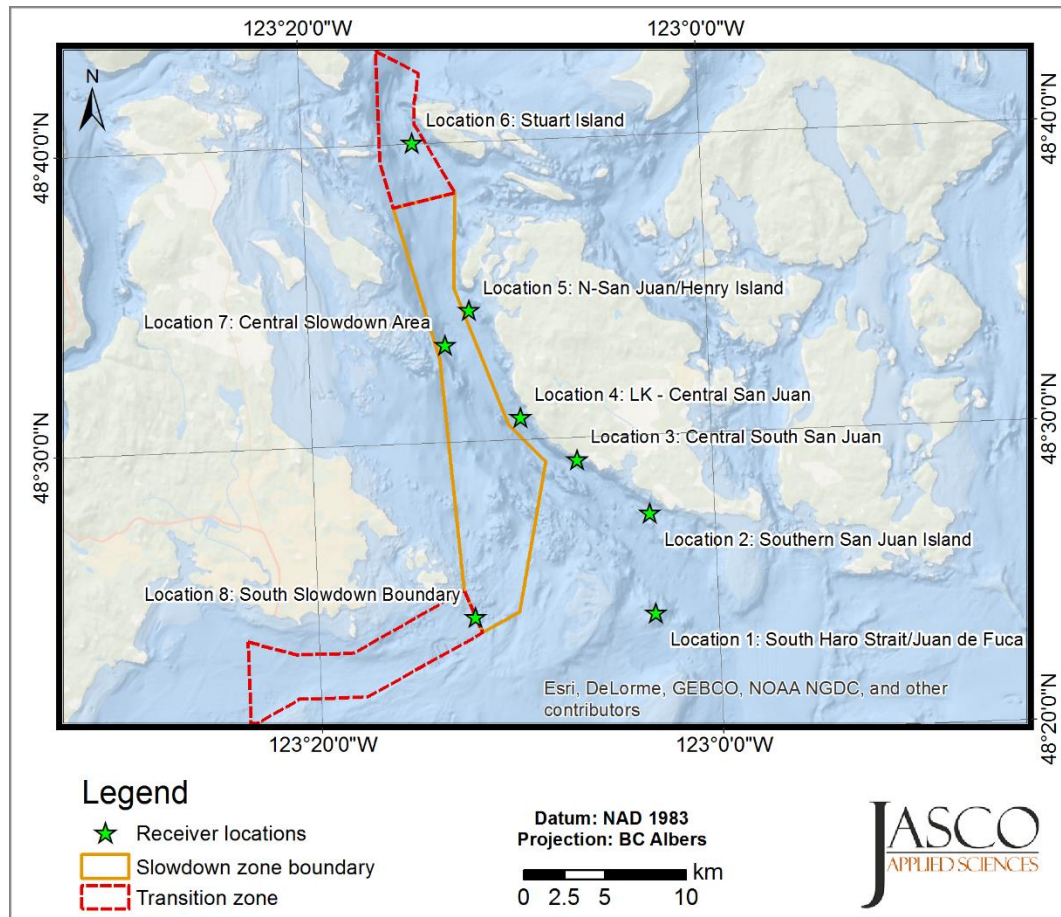 123°20'0"W
123°0'0"W
N
48°40'0"N
48°40'0"N
Location 6: Stuart Island
Location 5: N-San Juan/Henry Island
Location 7: Central Slowdown Area
Location 4: LK - Central San Juan
Location 3: Central South San Juan
48°30'0"N
48°30'0"N
Location 2: Southern San Juan Island
Location 8: South Slowdown Boundary
Location 1: South Haro Strait/Juan de Fuca
Esri, DeLorme, GEBCO, NOAA NGDC, and other
contributors
48°20'0"N
123°20'0"W
123°0'0"W
Legend
Receiver locations
Slowdown zone boundary
Transition zone
Datum: NAD 1983
Projection: BC Albers
km
0 2.5 5 10
JASCO
APPLIED SCIENCES